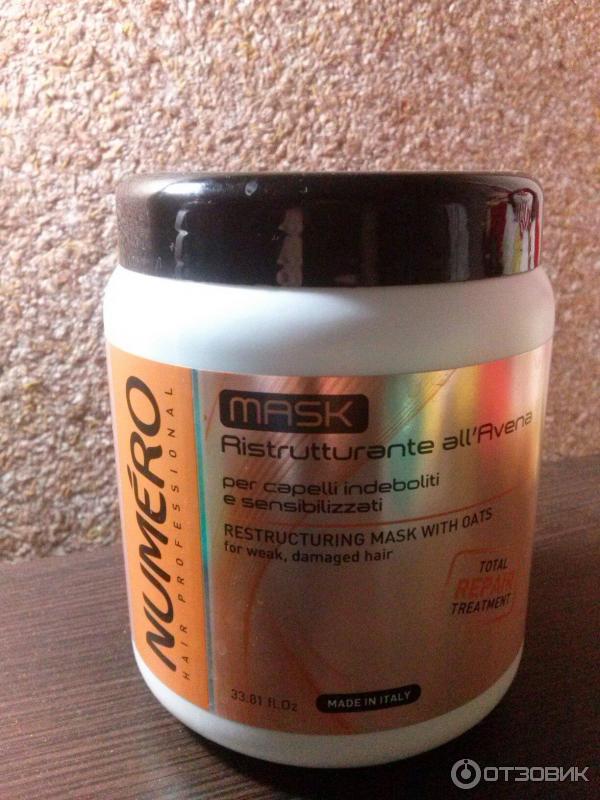 NUMÉRO
HAIR PROFESSIONAL
MASK
Ristrutturante all'Avena
per capelli indeboliti
e sensibilizzati
RESTRUCTURING MASK WITH OATS
for weak, damaged hair
TOTAL
REPAIR
TREATMENT
33.81 fl.Oz
MADE IN ITALY
ОТЗОВИК